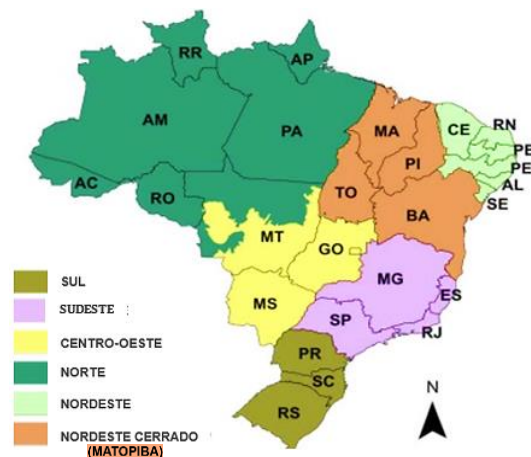 RR
AP
AM
PA
MA
CE
RN
PB
PI
PE
AC
TO
AL
RO
SE
BA
MT
GO
MG
MS
ES
SP
RJ
PR
SC
RS
N
SUL
SUDESTE :
CENTRO-OESTE
NORTE
NORDESTE
NORDESTE CERRADO
(MATOPIBA)